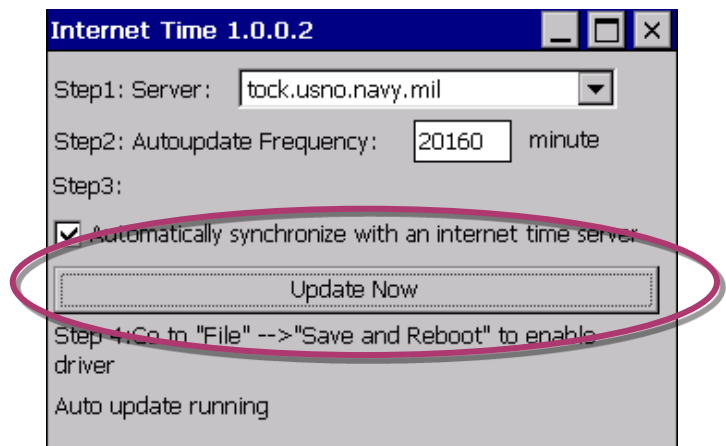 Internet Time 1.0.0.2
Step1: Server: tock.usno.navy.mil
Step2: Autoupdate Frequency: 20160 minute
Step3:
Automatically synchronize with an internet time server
Update Now
Step 4:Go to "File" -->"Save and Reboot" to enable
driver
Auto update running